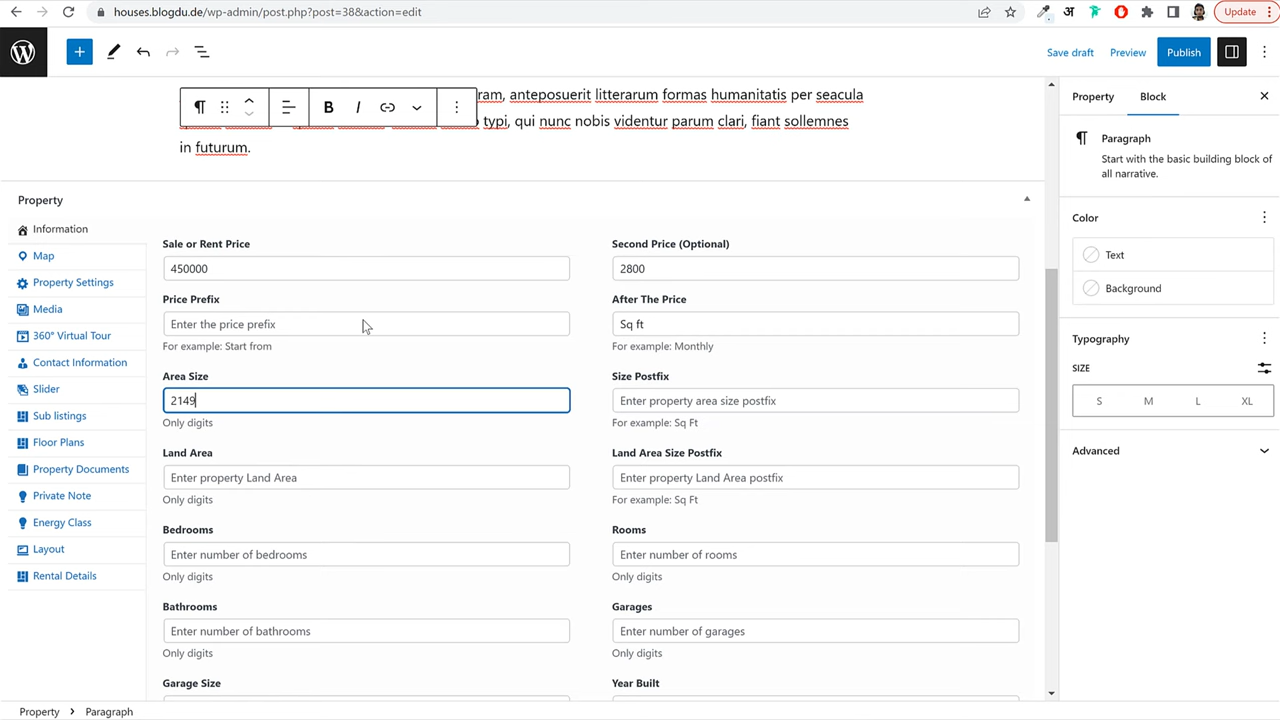 houses.blogdu.de/wp-admin/post.php?post=38&action=edit
अ
Update
Save draft
Preview
Publish
B I
ram, anteposuerit litterarum formas humanitatis per seacula
typi, qui nunc nobis videntur parum clari, fiant sollemnes
in futurum.
Property
Block
Paragraph
Start with the basic building block of
all narrative.
Color
Text
Background
Typography
SIZE
S M L XL
Advanced
Property
Information
Map
Property Settings
Media
360° Virtual Tour
Contact Information
Slider
Sub listings
Floor Plans
Property Documents
Private Note
Energy Class
Layout
Rental Details
Sale or Rent Price
450000
Second Price (Optional)
2800
Price Prefix
Enter the price prefix
For example: Start from
After The Price
Sq ft
For example: Monthly
Area Size
2149
Only digits
Size Postfix
Enter property area size postfix
For example: Sq Ft
Land Area
Enter property Land Area
Only digits
Land Area Size Postfix
Enter property Land Area postfix
For example: Sq Ft
Bedrooms
Enter number of bedrooms
Only digits
Rooms
Enter number of rooms
Only digits
Bathrooms
Enter number of bathrooms
Only digits
Garages
Enter number of garages
Only digits
Garage Size
Year Built
Property
Paragraph